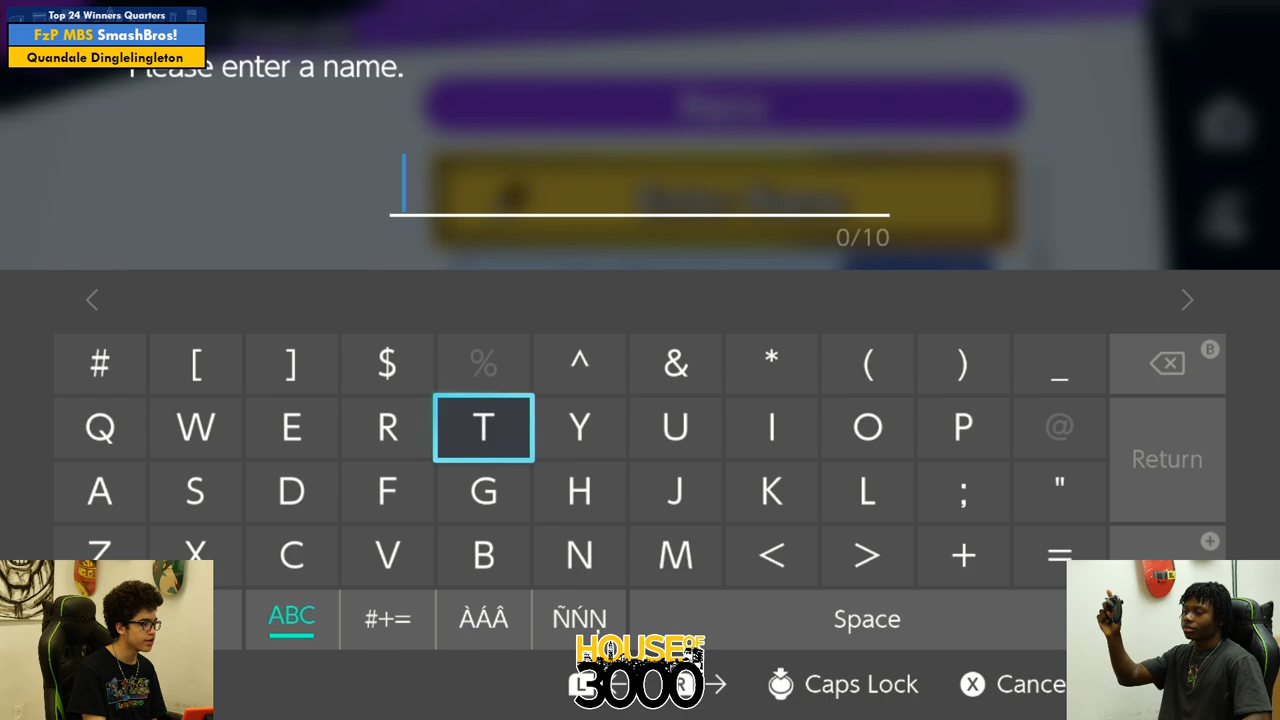 Top 24 Winners Quarters
FzP MBS SmashBros!
Quandale Dinglelingleton
Please enter a name.
0/10
# [ ] $ % ^ & * ( ) _
B
Q W E R T Y U I O P @
Return
A S D F G H J K L ; "
Z X C V B N M < > + =
+
ABC #+= ÀÁÂ Space
HOUSE OF
3000
L R
Caps Lock
X Cance